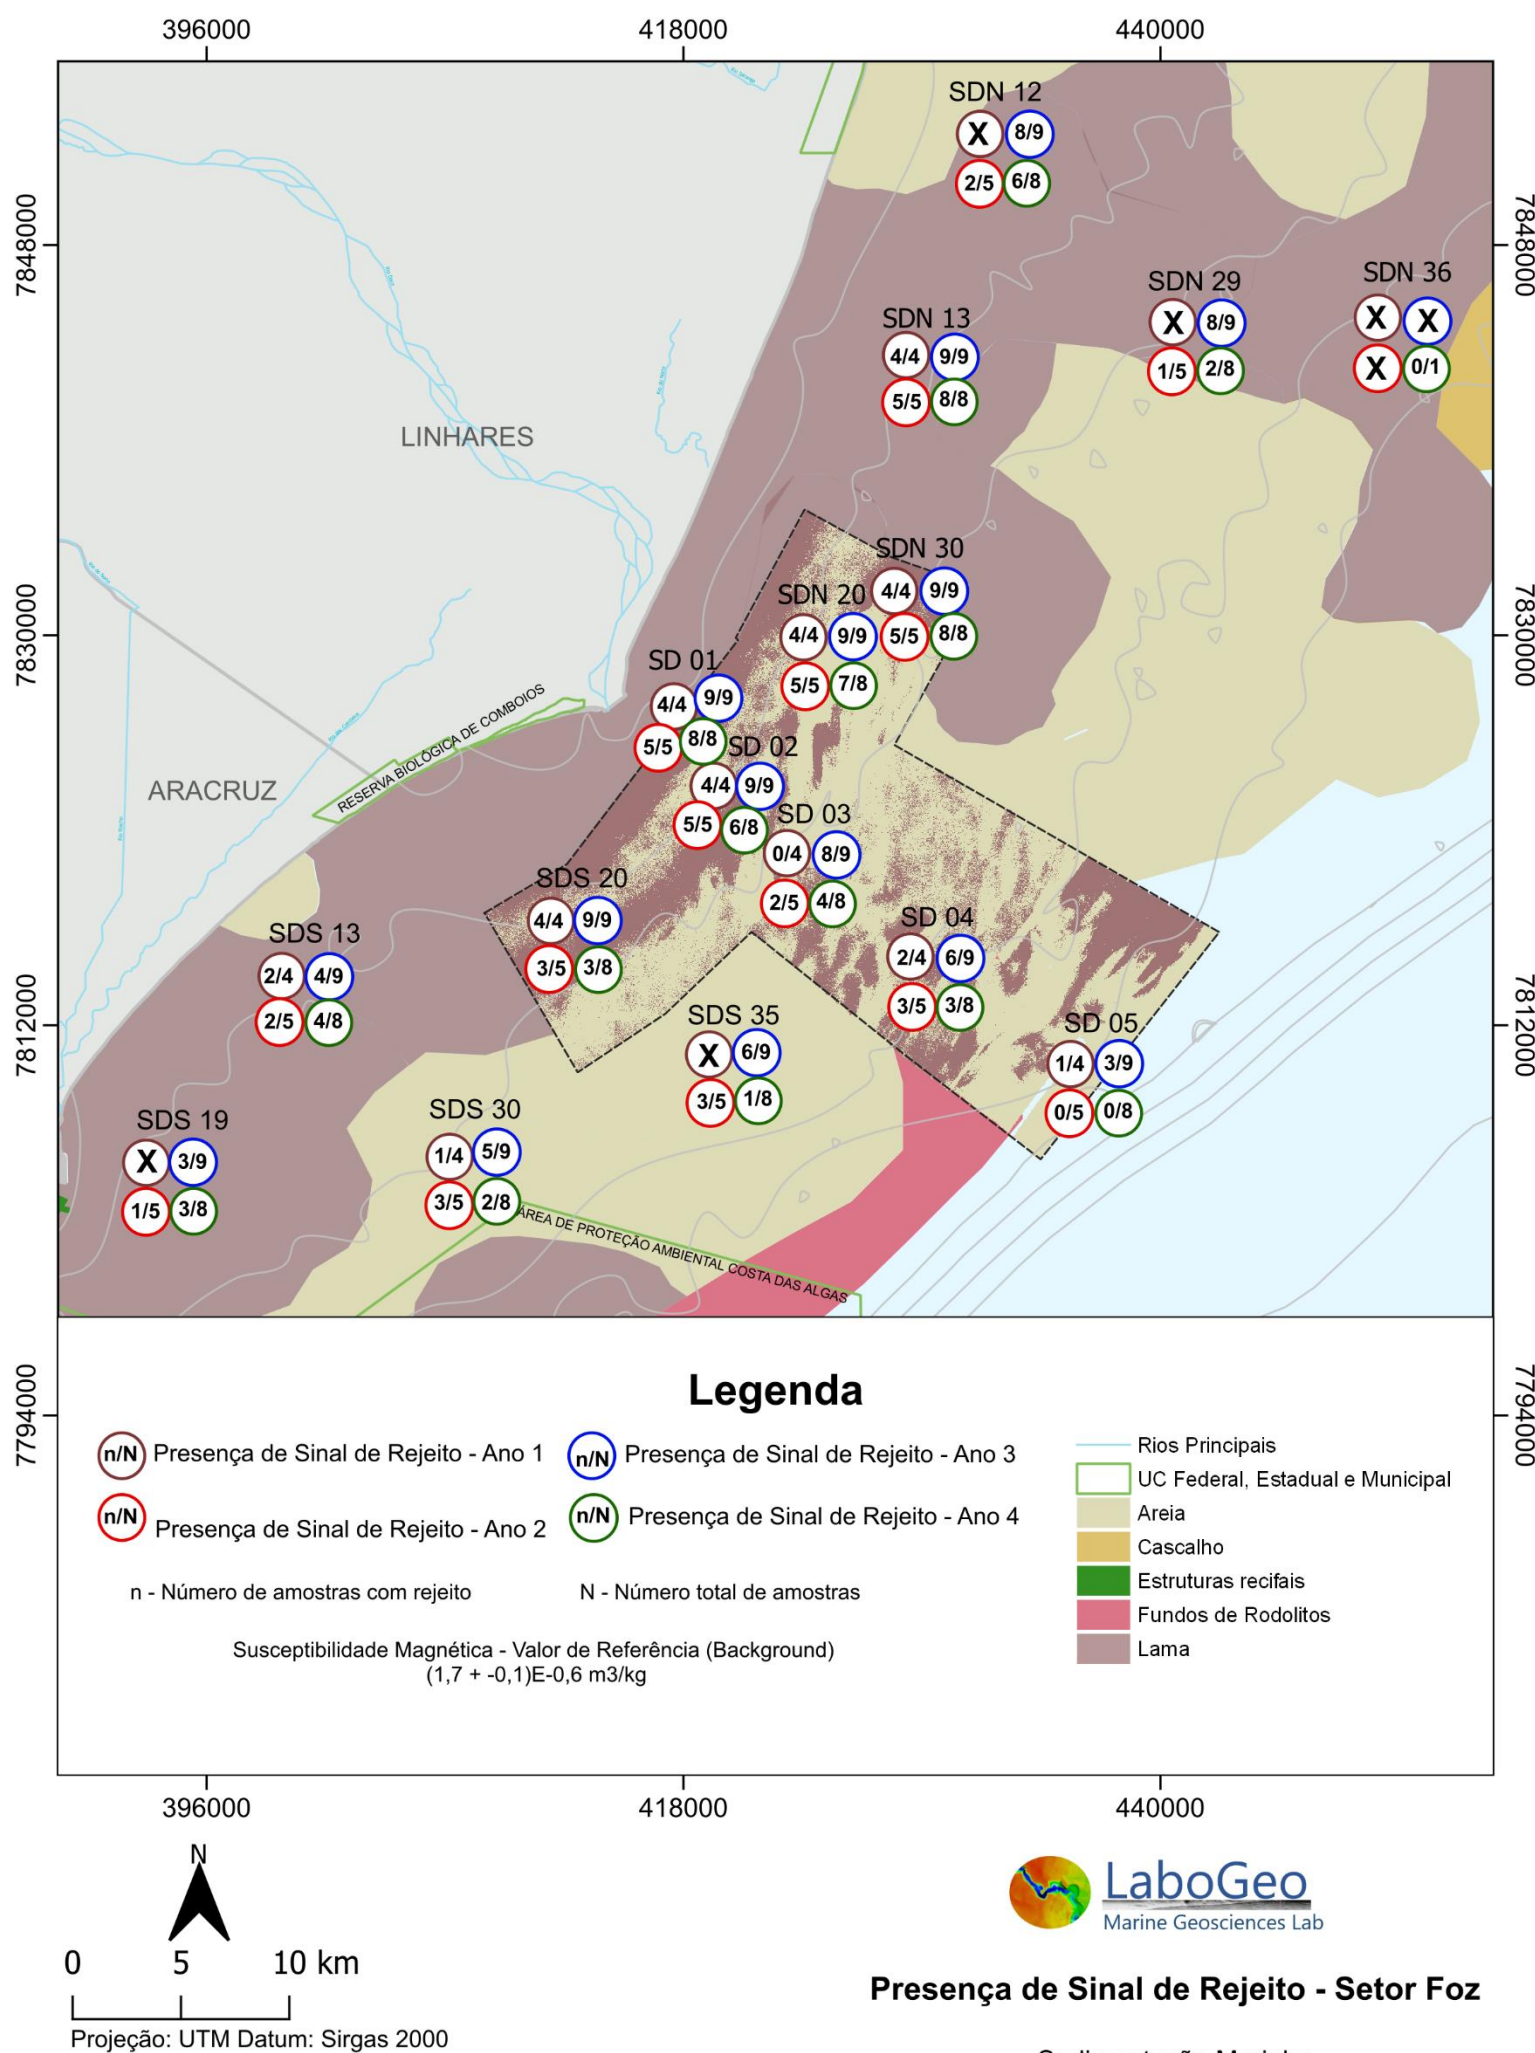 396000 418000 440000
SDN 12
X 8/9
2/5 6/8
7848000 7848000
SDN 29
X 8/9
1/5 2/8
SDN 36
X X
X 0/1
SDN 13
4/4 9/9
5/5 8/8
LINHARES
SDN 30
4/4 9/9
5/5 8/8
SDN 20
4/4 9/9
5/5 7/8
7830000 7830000
SD 01
4/4 9/9
5/5 8/8
RESERVA BIOLÓGICA DE COMBOIOS
SD 02
4/4 9/9
5/5 6/8
ARACRUZ
SD 03
0/4 8/9
2/5 4/8
SDS 20
4/4 9/9
3/5 3/8
SD 04
2/4 6/9
3/5 3/8
SDS 13
2/4 4/9
2/5 4/8
7812000 7812000
SDS 35
X 6/9
3/5 1/8
SD 05
1/4 3/9
0/5 0/8
SDS 19
X 3/9
1/5 3/8
SDS 30
1/4 5/9
3/5 2/8
ÁREA DE PROTEÇÃO AMBIENTAL COSTA DAS ALGAS
7794000 7794000
Legenda
n/N Presença de Sinal de Rejeito - Ano 1
n/N Presença de Sinal de Rejeito - Ano 3
n/N Presença de Sinal de Rejeito - Ano 2
n/N Presença de Sinal de Rejeito - Ano 4
n - Número de amostras com rejeito
N - Número total de amostras
Susceptibilidade Magnética - Valor de Referência (Background)
(1,7 + -0,1)E-0,6 m3/kg
Rios Principais
UC Federal, Estadual e Municipal
Areia
Cascalho
Estruturas recifais
Fundos de Rodolitos
Lama
396000 418000 440000
N
0 5 10 km
Projeção: UTM Datum: Sirgas 2000
LaboGeo
Marine Geosciences Lab
Presença de Sinal de Rejeito - Setor Foz